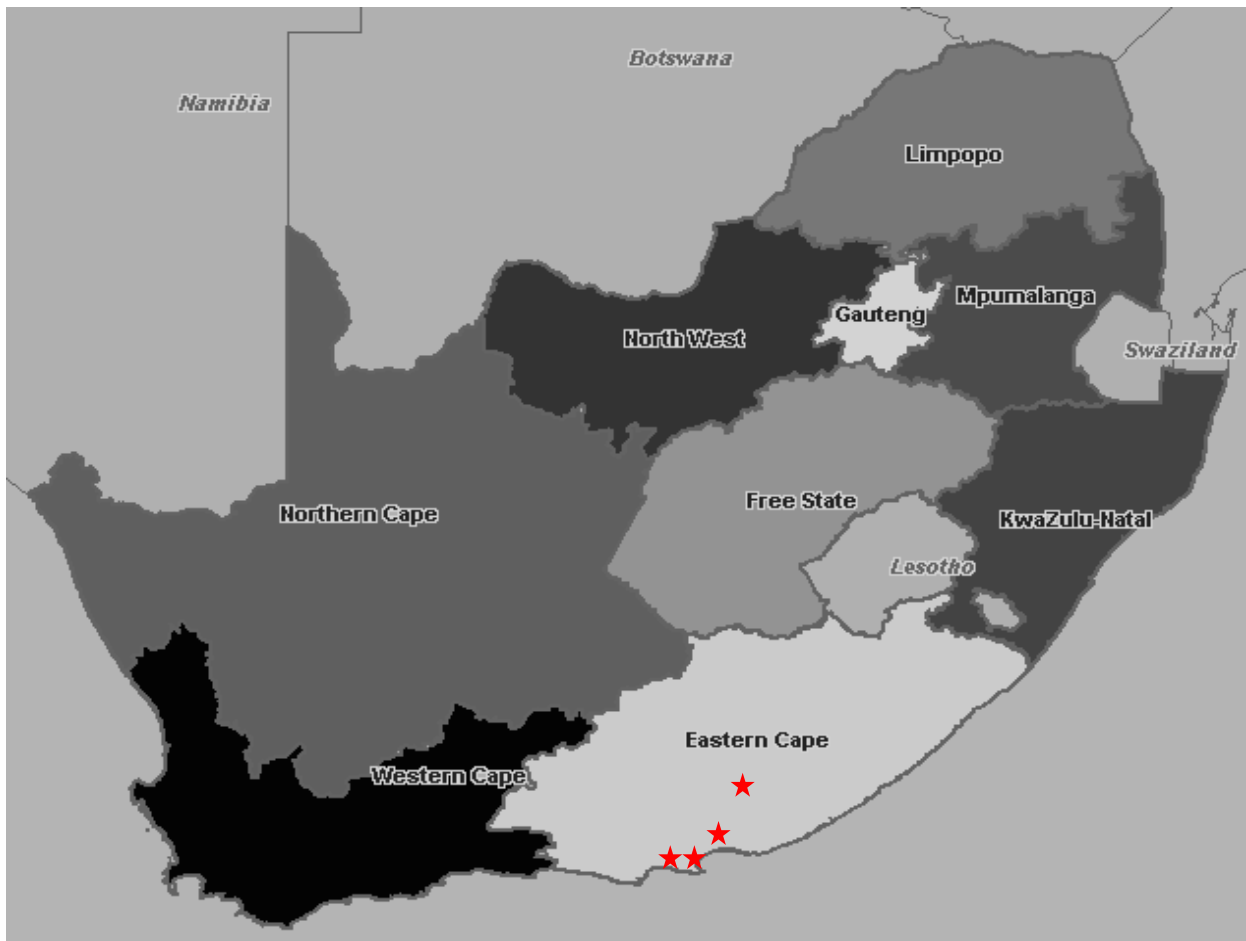 Botswana
Namibia
Limpopo
Mpumalanga
Gauteng
North West
Swaziland
Free State
Northern Cape
KwaZulu-Natal
Lesotho
Eastern Cape
Western Cape